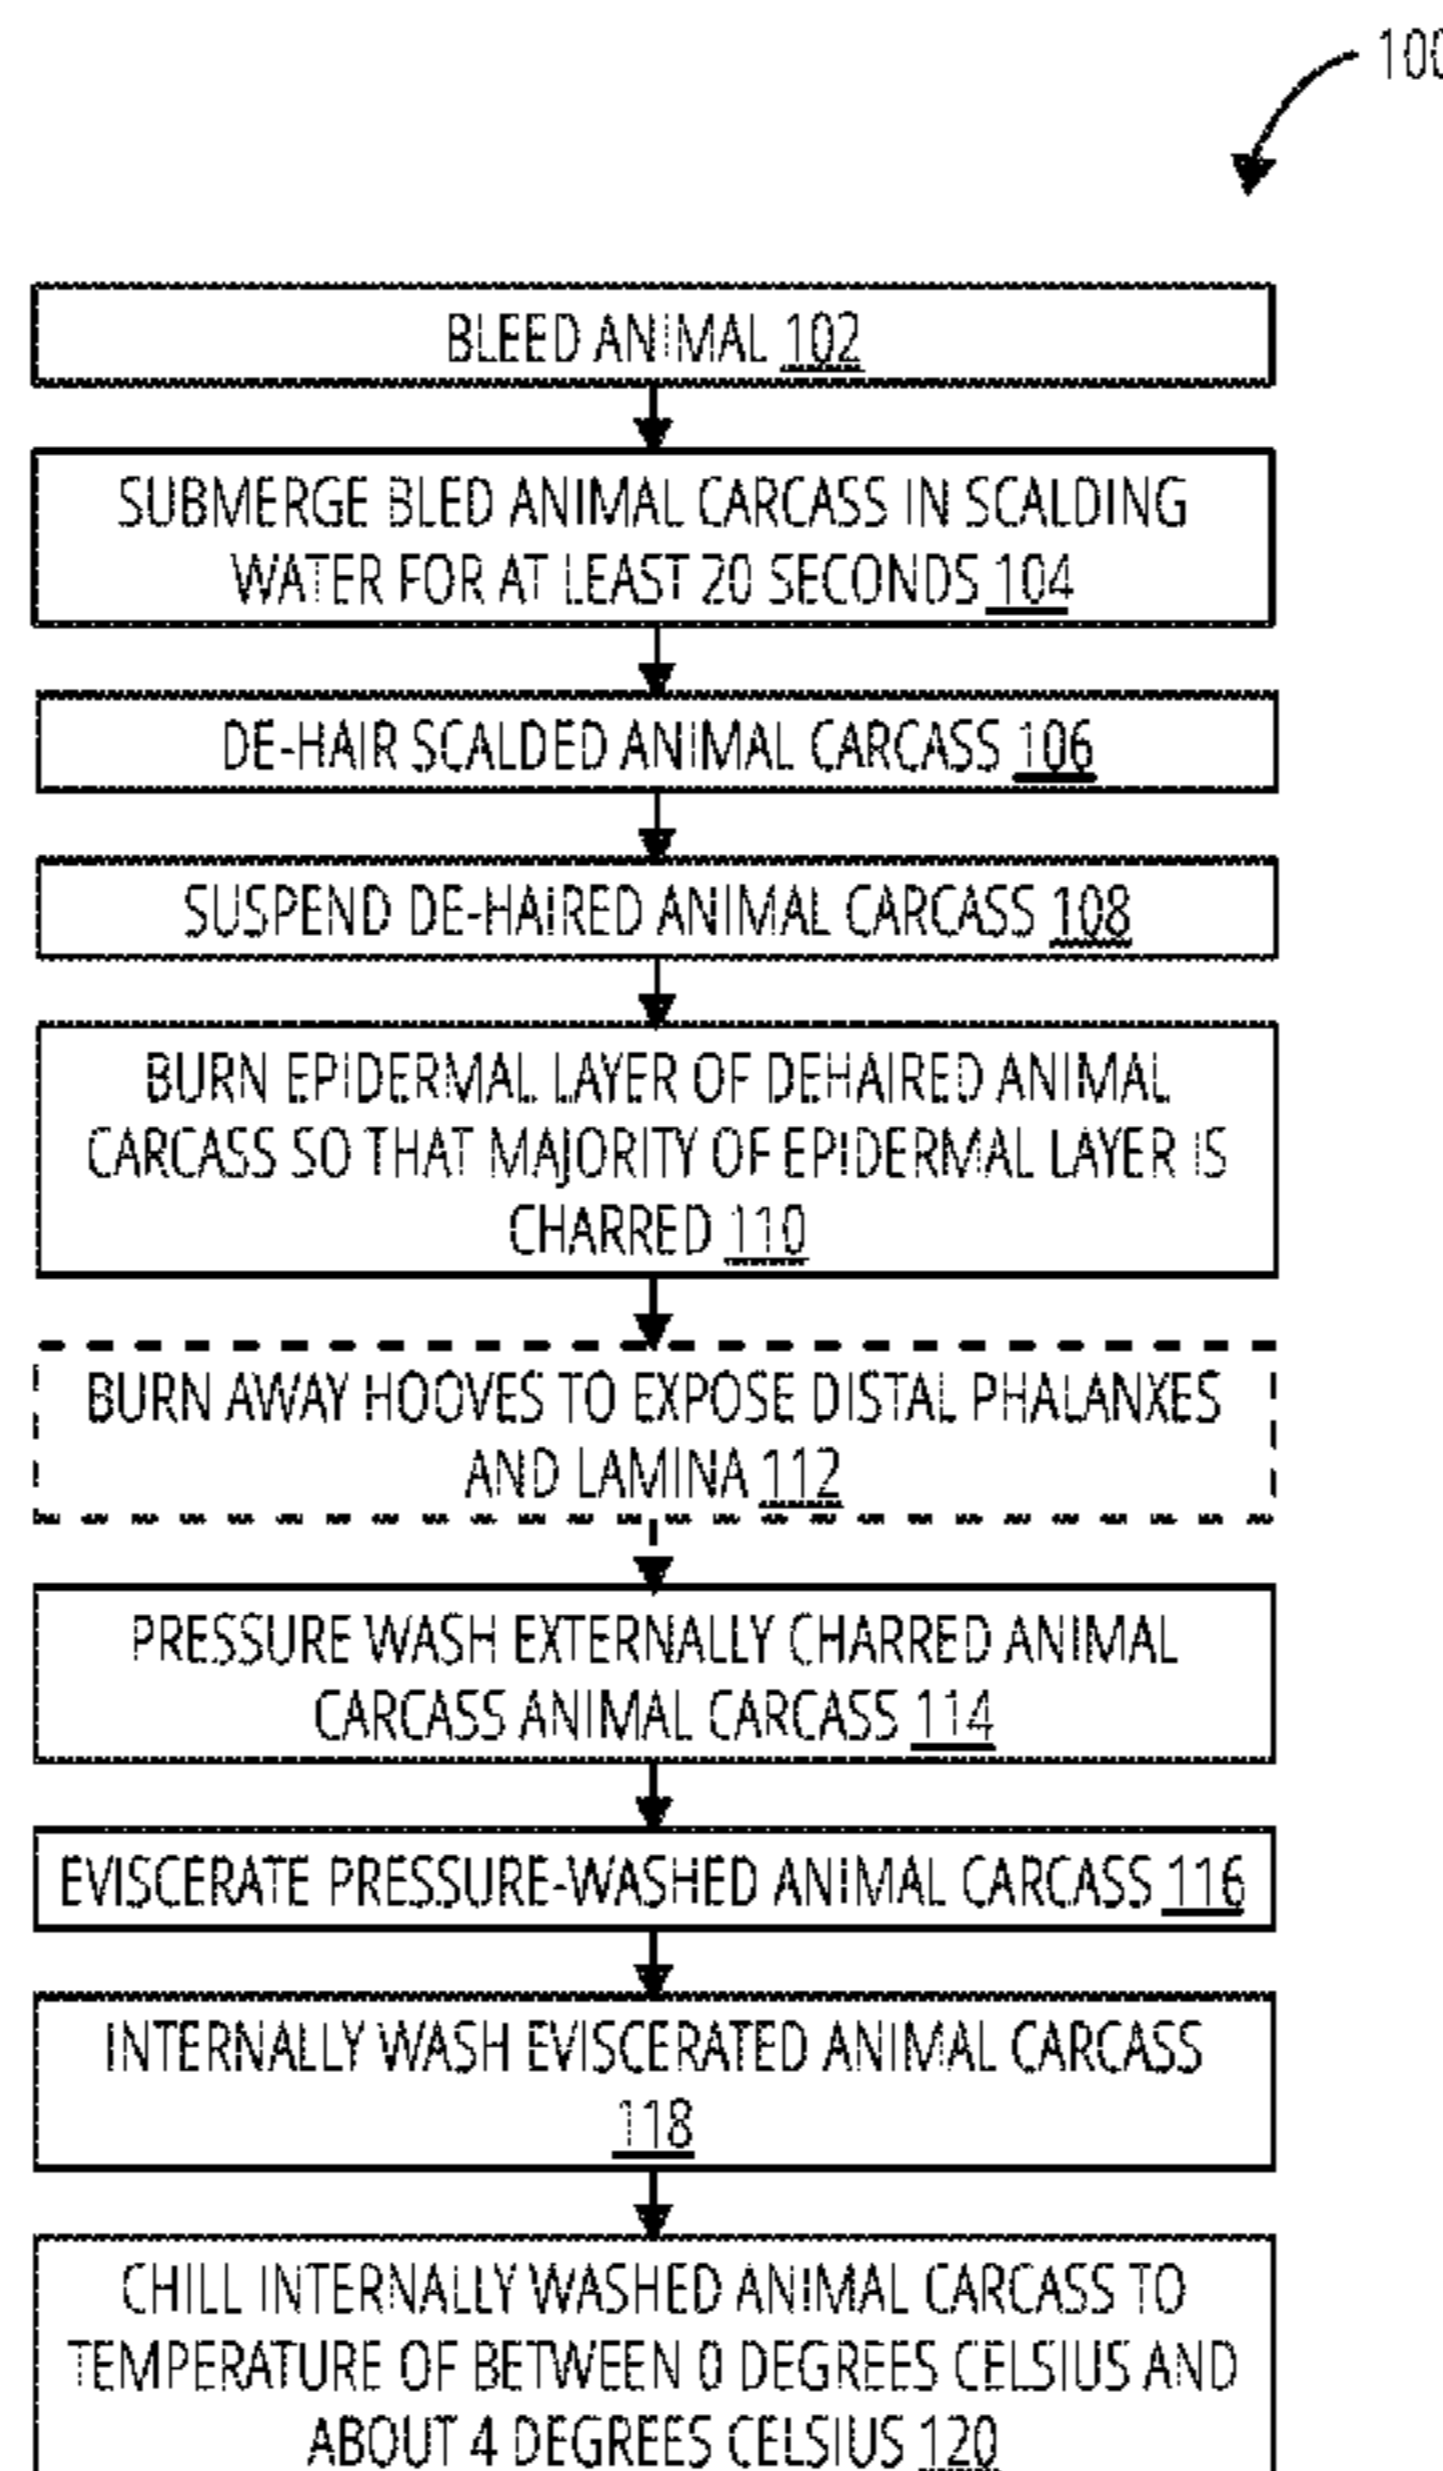 100
BLEED ANIMAL 102
SUBMERGE BLED ANIMAL CARCASS IN SCALDING
WATER FOR AT LEAST 20 SECONDS 104
DE-HAIR SCALDED ANIMAL CARCASS 106
SUSPEND DE-HAIRED ANIMAL CARCASS 108
BURN EPIDERMAL LAYER OF DEHAIRED ANIMAL
CARCASS SO THAT MAJORITY OF EPIDERMAL LAYER IS
CHARRED 110
BURN AWAY HOOVES TO EXPOSE DISTAL PHALANXES
AND LAMINA 112
PRESSURE WASH EXTERNALLY CHARRED ANIMAL
CARCASS ANIMAL CARCASS 114
EVISCERATE PRESSURE-WASHED ANIMAL CARCASS 116
INTERNALLY WASH EVISCERATED ANIMAL CARCASS
118
CHILL INTERNALLY WASHED ANIMAL CARCASS TO
TEMPERATURE OF BETWEEN 0 DEGREES CELSIUS AND
ABOUT 4 DEGREES CELSIUS 120